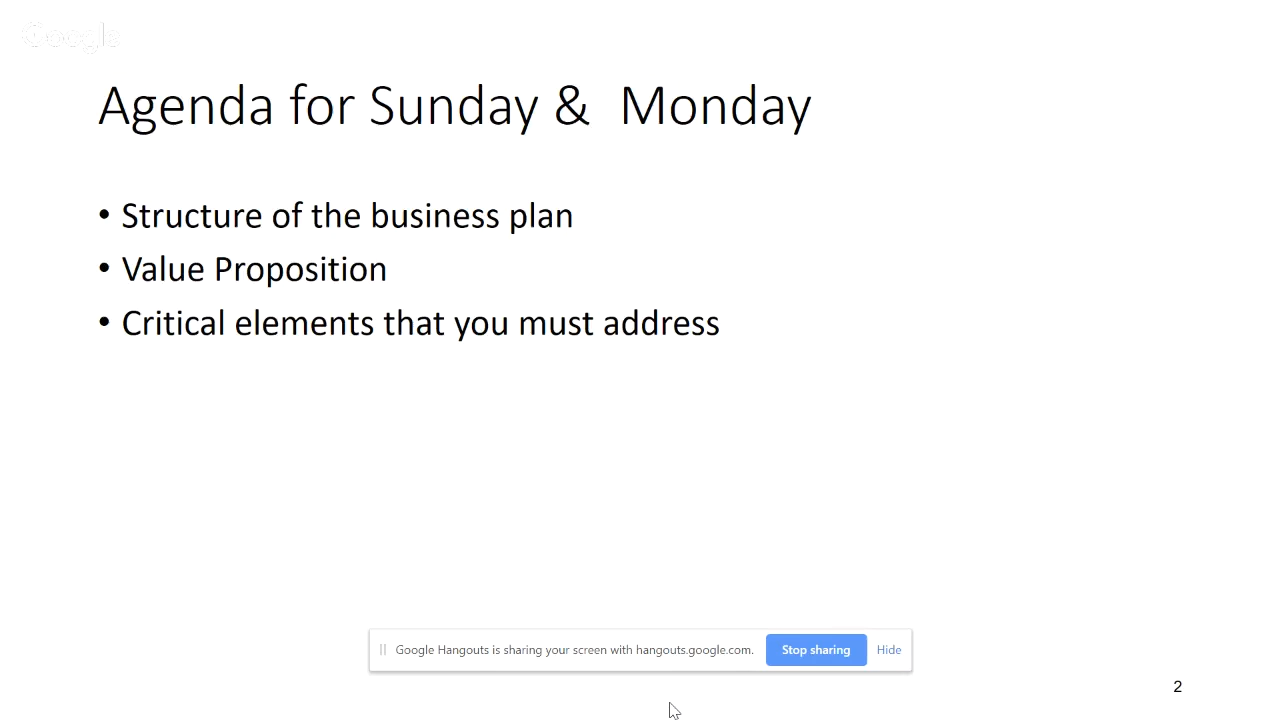 Google
Agenda for Sunday &  Monday
• Structure of the business plan
• Value Proposition
• Critical elements that you must address
Google Hangouts is sharing your screen with hangouts.google.com.
Stop sharing
Hide
2